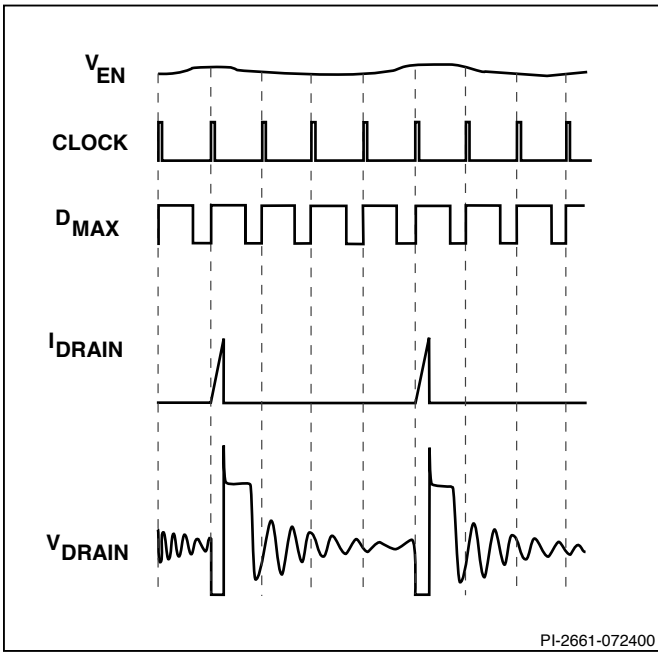 V_EN
CLOCK
D_MAX
I_DRAIN
V_DRAIN
PI-2661-072400